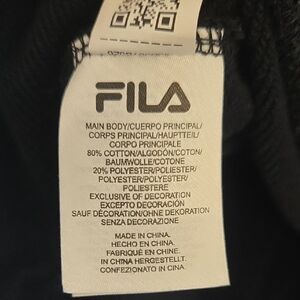 FILA
MAIN BODY/CUERPO PRINCIPAL/
CORPS PRINCIPAL/HAUPTTEIL/
CORPO PRINCIPALE
80% COTTON/ALGODÓN/COTON/
BAUMWOLLE/COTONE
20% POLYESTER/POLIESTER/
POLYESTER/POLYESTER/
POLIESTERE
EXCLUSIVE OF DECORATION
EXCEPTO DECORACIÓN
SAUF DÉCORATION/OHNE DEKORATION
SENZA DECORAZIONE
MADE IN CHINA.
HECHO EN CHINA.
FABRIQUÉ EN CHINE.
IN CHINA HERGESTELLT.
CONFEZIONATO IN CINA.